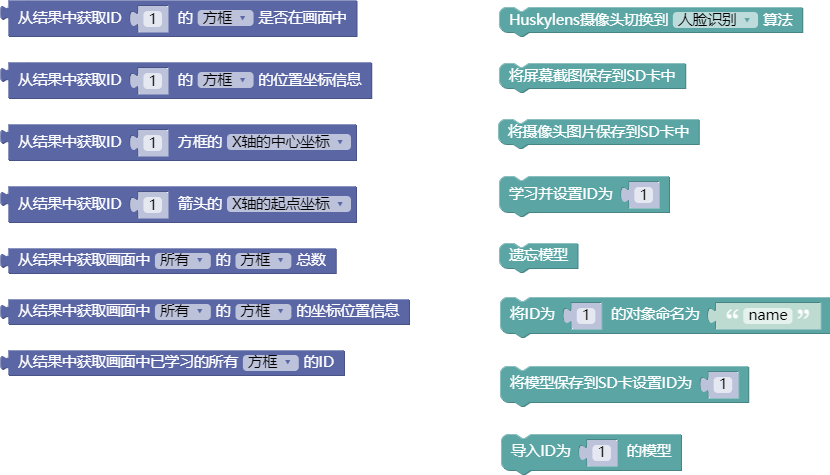 从结果中获取ID 1 的 方框 是否在画面中
从结果中获取ID 1 的 方框 的位置坐标信息
从结果中获取ID 1 方框的 X轴的中心坐标
从结果中获取ID 1 箭头的 X轴的起点坐标
从结果中获取画面中 所有 的 方框 总数
从结果中获取画面中 所有 的 方框 的坐标位置信息
从结果中获取画面中已学习的所有 方框 的ID
Huskylens摄像头切换到 人脸识别 算法
将屏幕截图保存到SD卡中
将摄像头图片保存到SD卡中
学习并设置ID为 1
遗忘模型
将ID为 1 的对象命名为 “ name ”
将模型保存到SD卡设置ID为 1
导入ID为 1 的模型